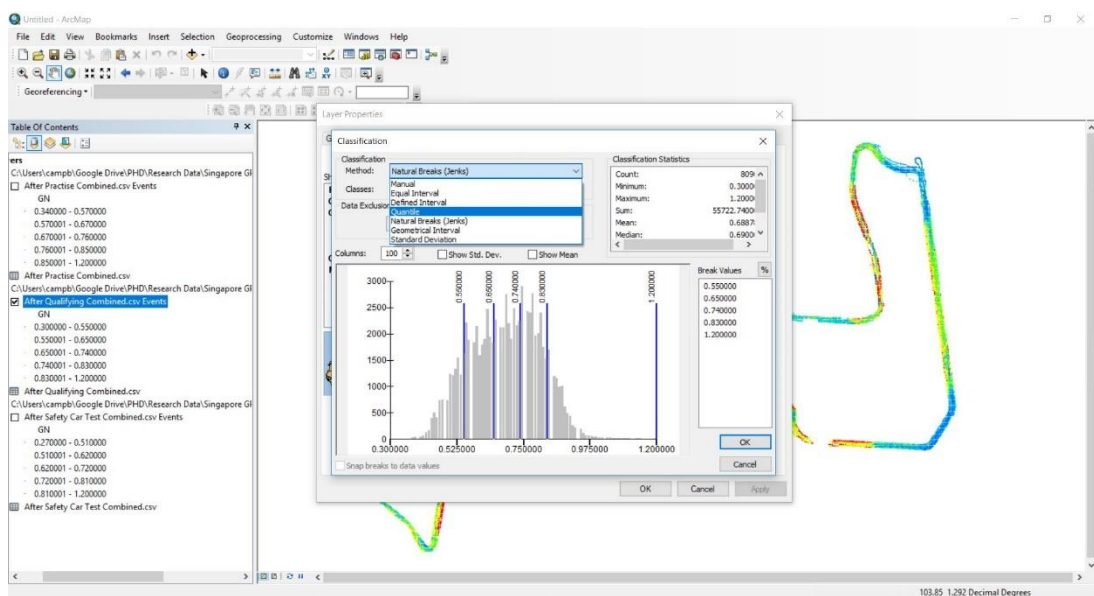 Untitled - ArcMap
File Edit View Bookmarks Insert Selection Geoprocessing Customize Windows Help
Georeferencing
Table Of Contents
ers
C:\Users\campb\Google Drive\PHD\Research Data\Singapore
After Practise Combined.csv Events
GN
0.340000 - 0.570000
0.570001 - 0.670000
0.670001 - 0.760000
0.760001 - 0.850000
0.850001 - 1.200000
After Practise Combined.csv
C:\Users\campb\Google Drive\PHD\Research Data\Singapore
After Qualifying Combined.csv Events
GN
0.300000 - 0.550000
0.550001 - 0.650000
0.650001 - 0.740000
0.740001 - 0.830000
0.830001 - 1.200000
After Qualifying Combined.csv
C:\Users\campb\Google Drive\PHD\Research Data\Singapore
After Safety Car Test Combined.csv Events
GN
0.270000 - 0.510000
0.510001 - 0.620000
0.620001 - 0.720000
0.720001 - 0.810000
0.810001 - 1.200000
After Safety Car Test Combined.csv
Layer Properties
Classification
Classification
Method: Natural Breaks (Jenks)
Classes:
Data Exclusion
Manual
Equal Interval
Defined Interval
Quantile
Natural Breaks (Jenks)
Geometrical Interval
Standard Deviation
Classification Statistics
Count: 809
Minimum: 0.3000
Maximum: 1.2000
Sum: 55722.7400
Mean: 0.6887
Median: 0.6900
Columns: 100 Show Std. Dev. Show Mean
Break Values %
0.550000
0.650000
0.740000
0.830000
1.200000
0.550000
0.650000
0.740000
0.830000
1.200000
3000
2500
2000
1500
1000
500
0
0.300000 0.525000 0.750000 0.975000 1.200000
Snap breaks to data values
OK
Cancel
OK Cancel Apply
103.85 1.292 Decimal Degrees